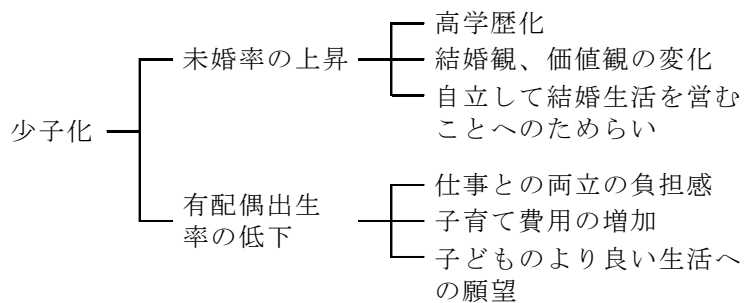 少子化
未婚率の上昇
高学歴化
結婚観、価値観の変化
自立して結婚生活を営む
ことへのためらい
有配偶出生
率の低下
仕事との両立の負担感
子育て費用の増加
子どものより良い生活へ
の願望